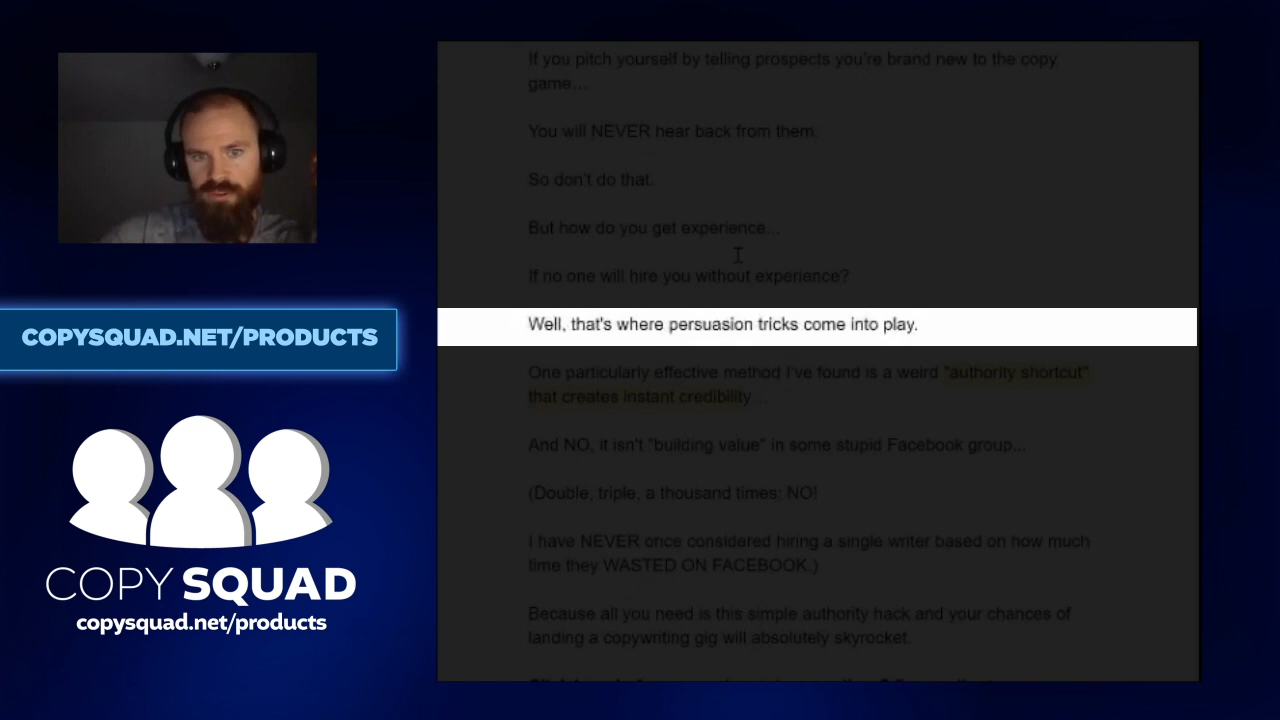 If you pitch yourself by telling prospects you're brand new to the copy
game...
You will NEVER hear back from them.
So don't do that.
But how do you get experience...
If no one will hire you without experience?
Well, that's where persuasion tricks come into play.
One particularly effective method I've found is a weird "authority shortcut"
that creates instant credibility...
And NO, it isn't "building value" in some stupid Facebook group...
(Double, triple, a thousand times: NO!
I have NEVER once considered hiring a single writer based on how much
time they WASTED ON FACEBOOK.)
Because all you need is this simple authority hack and your chances of
landing a copywriting gig will absolutely skyrocket.
COPYSQUAD.NET/PRODUCTS
COPY SQUAD
copysquad.net/products